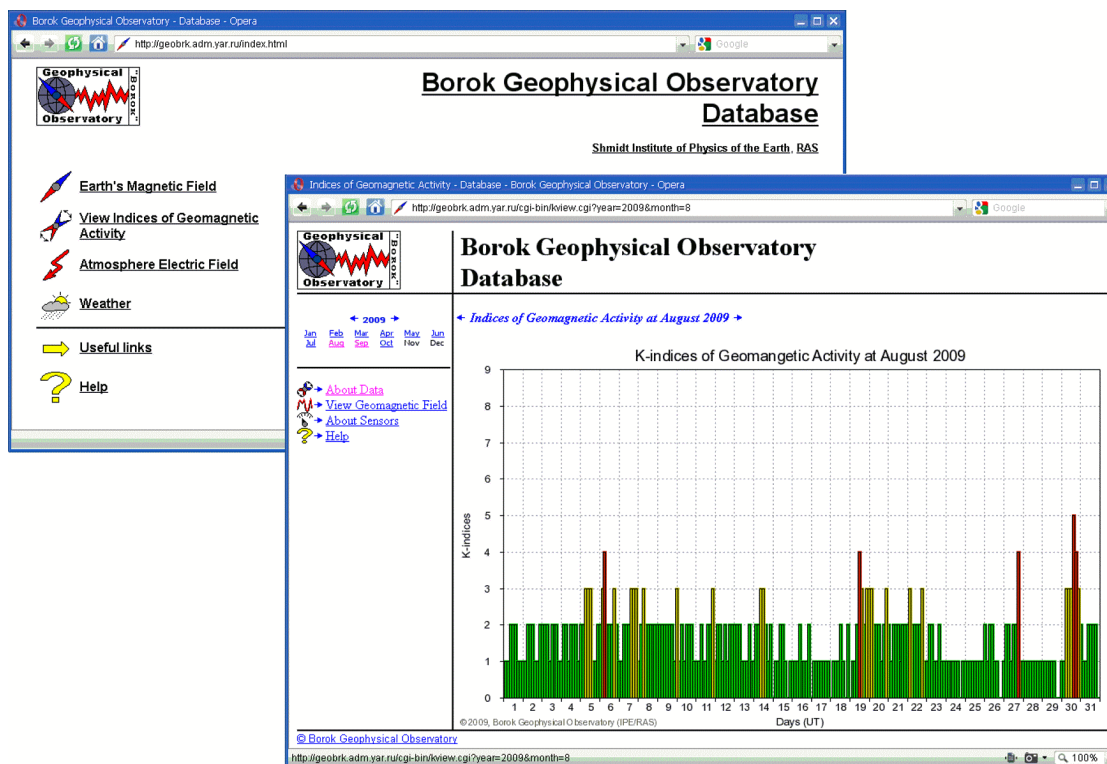 Borok Geophysical Observatory - Database - Opera
http://geobrk.adm.yar.ru/index.html
Google
Geophysical
"BOROK"
Observatory
Borok Geophysical Observatory
Database
Shmidt Institute of Physics of the Earth, RAS
Earth's Magnetic Field
View Indices of Geomagnetic
Activity
Atmosphere Electric Field
Weather
Useful links
Help
Indices of Geomagnetic Activity - Database - Borok Geophysical Observatory - Opera
http://geobrk.adm.yar.ru/cgi-bin/kview.cgi?year=2009&month=8
Google
Geophysical
"BOROK"
Observatory
Borok Geophysical Observatory
Database
2009
Jan Feb Mar Apr May Jun
Jul Aug Sep Oct Nov Dec
About Data
View Geomagnetic Field
About Sensors
Help
Indices of Geomagnetic Activity at August 2009
K-indices of Geomangetic Activity at August 2009
9
8
7
6
5
4
3
2
1
0
K-indices
1 2 3 4 5 6 7 8 9 10 11 12 13 14 15 16 17 18 19 20 21 22 23 24 25 26 27 28 29 30 31
©2009, Borok Geophysical Observatory (IPE/RAS)
Days (UT)
© Borok Geophysical Observatory
http://geobrk.adm.yar.ru/cgi-bin/kview.cgi?year=2009&month=8
100%